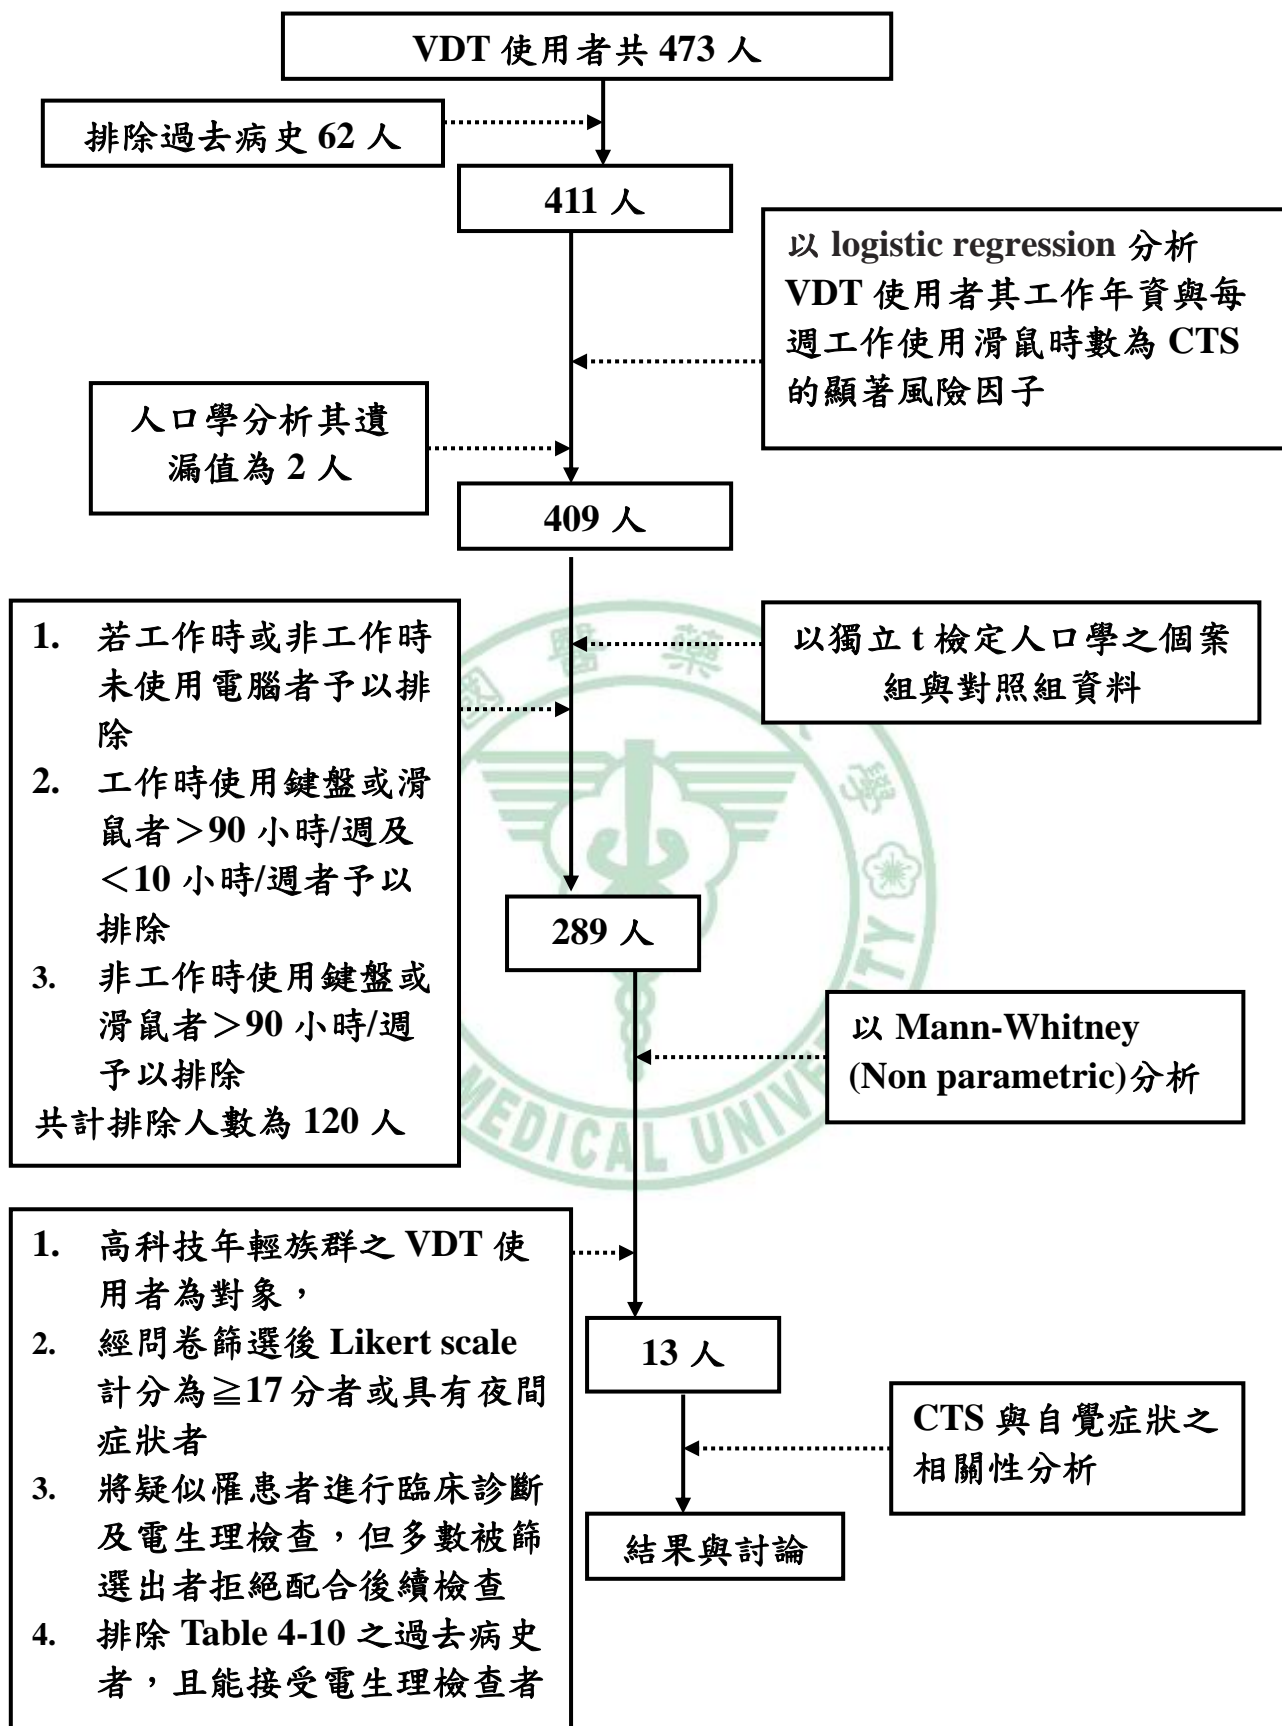 VDT 使用者共 473 人
排除過去病史 62 人
411 人
以 logistic regression 分析
VDT 使用者其工作年資與每
週工作使用滑鼠時數為 CTS
的顯著風險因子
人口學分析其遺
漏值為 2 人
409 人
1. 若工作時或非工作時
未使用電腦者予以排
除
2. 工作時使用鍵盤或滑
鼠者＞90 小時/週及
＜10 小時/週者予以
排除
3. 非工作時使用鍵盤或
滑鼠者＞90 小時/週
予以排除
共計排除人數為 120 人
以獨立 t 檢定人口學之個案
組與對照組資料
289 人
以 Mann-Whitney
(Non parametric)分析
1. 高科技年輕族群之 VDT 使
用者為對象，
2. 經問卷篩選後 Likert scale
計分為≧17 分者或具有夜間
症狀者
3. 將疑似罹患者進行臨床診斷
及電生理檢查，但多數被篩
選出者拒絕配合後續檢查
4. 排除 Table 4-10 之過去病史
者，且能接受電生理檢查者
13 人
CTS 與自覺症狀之
相關性分析
結果與討論
國 醫 藥 學
MEDICAL UNIVERSITY